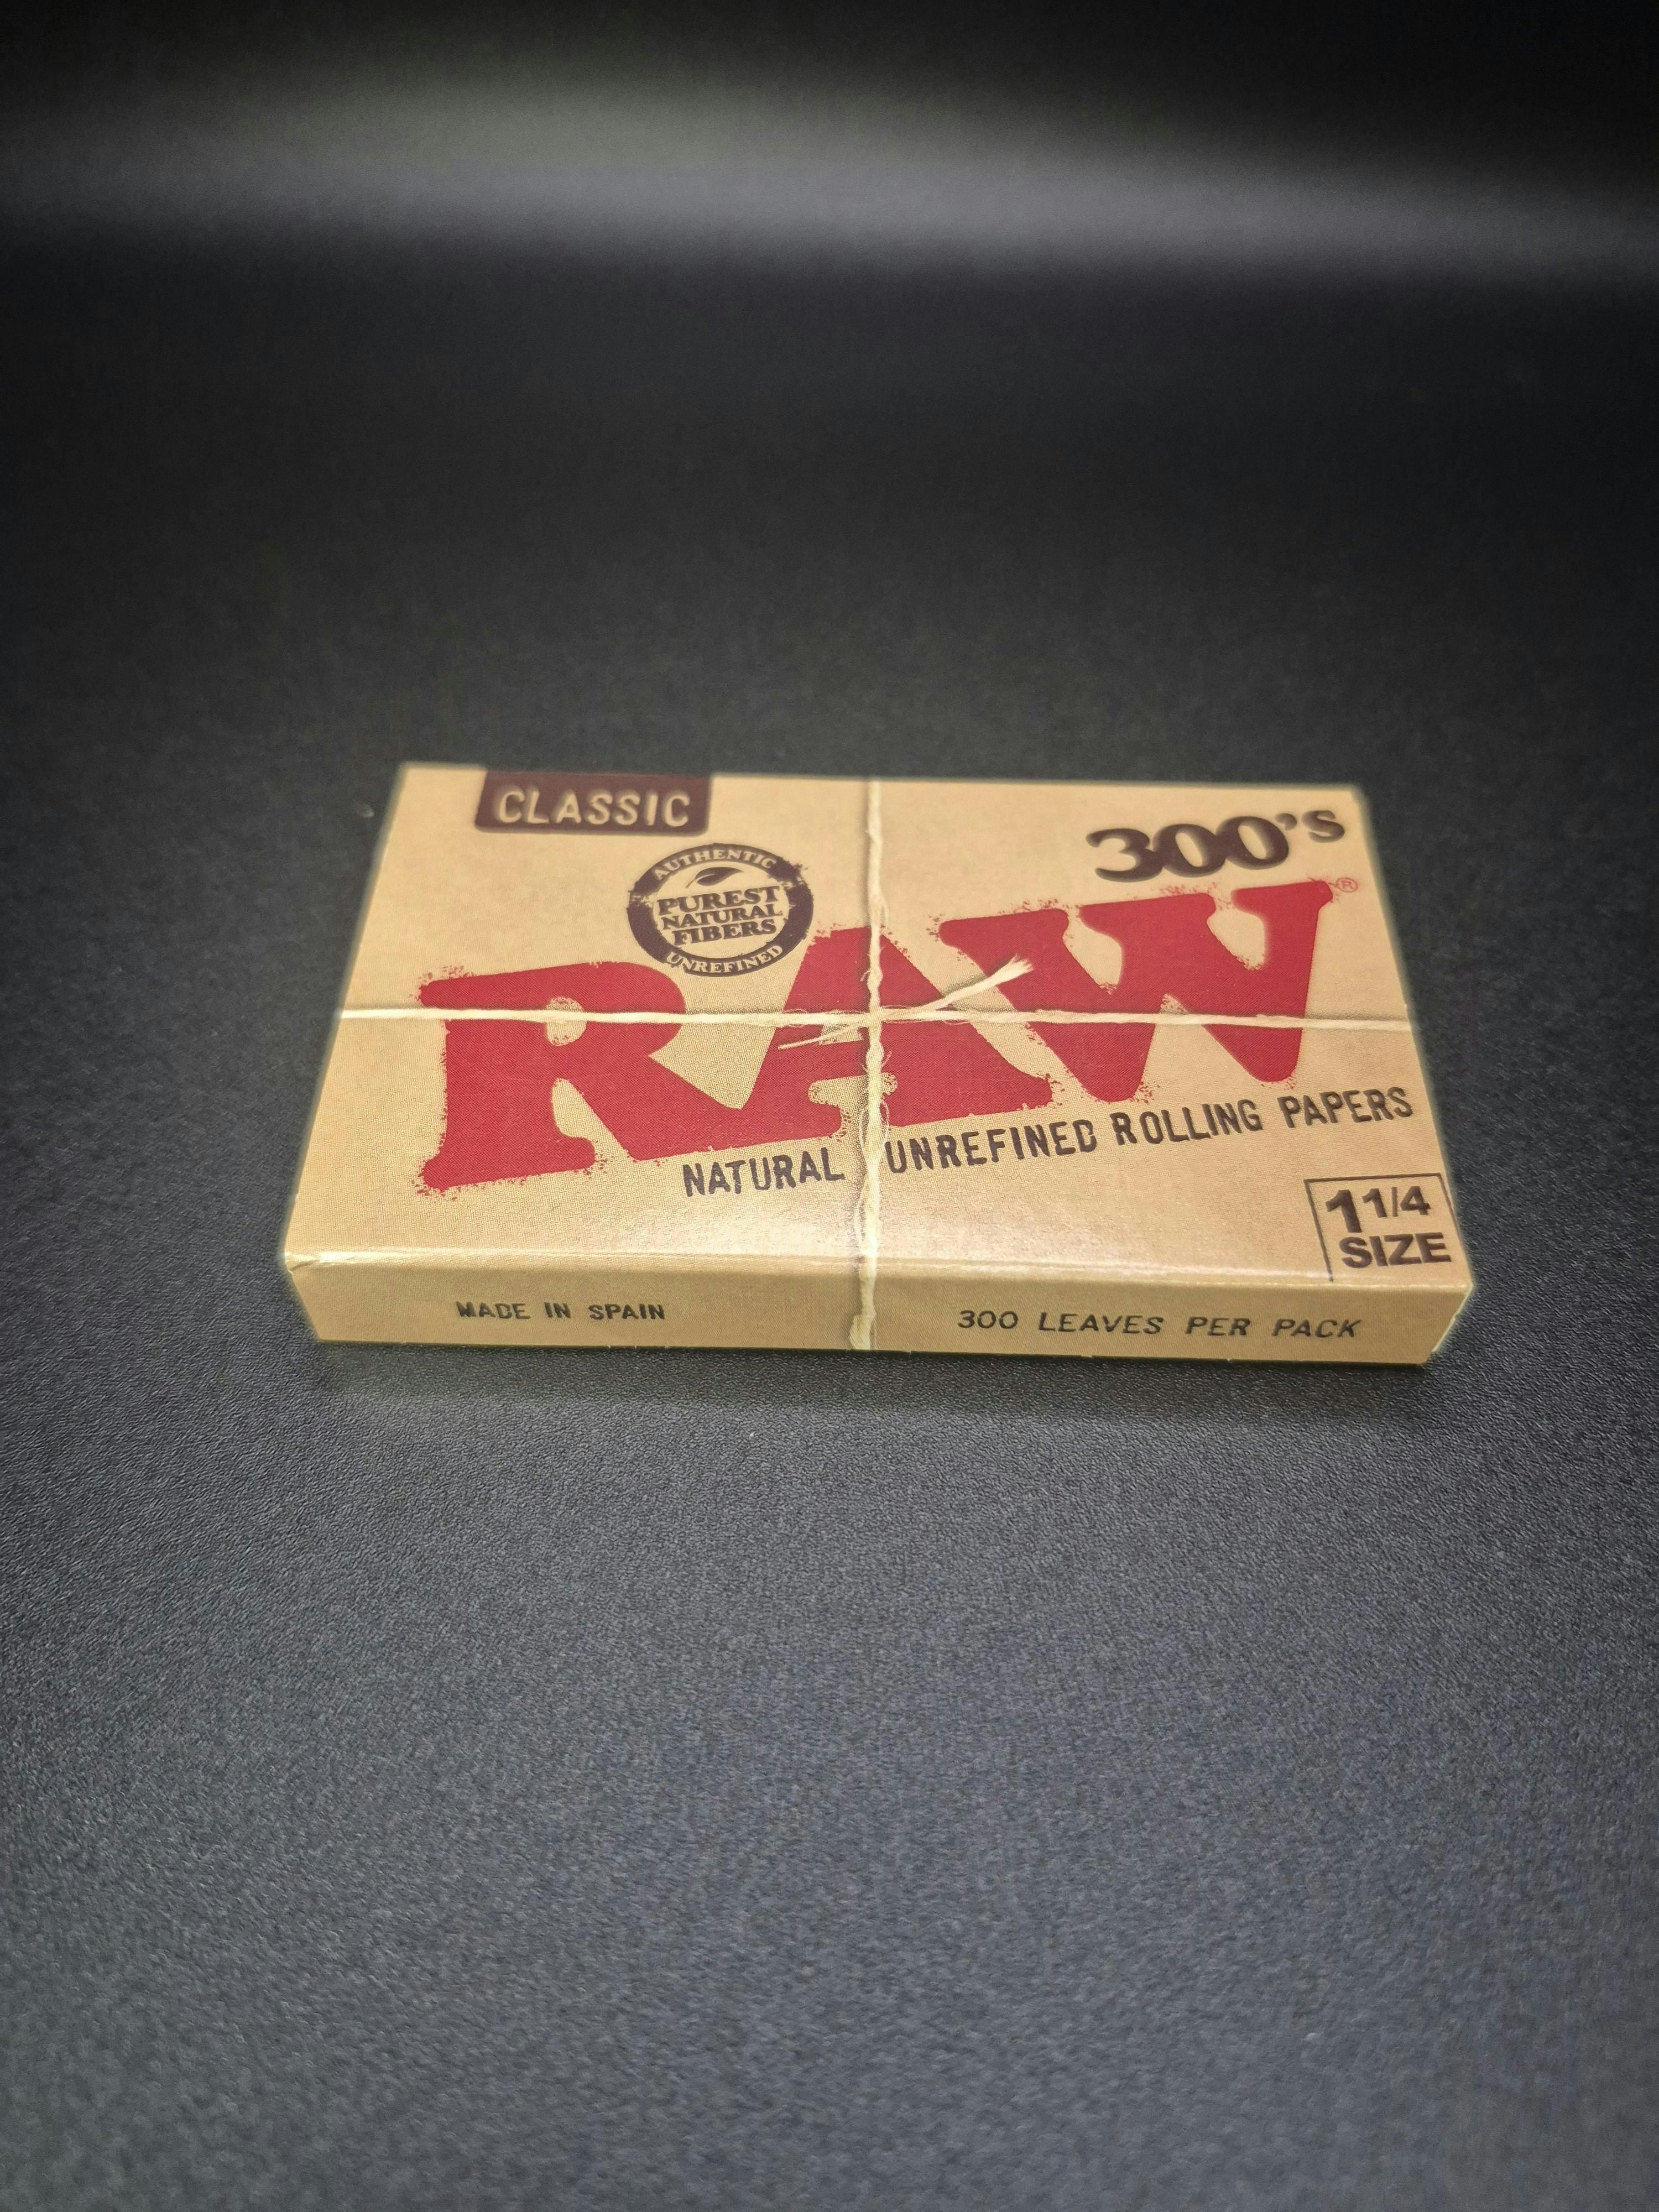 CLASSIC
300's
AUTHENTIC
PUREST
NATURAL
FIBERS
UNREFINED
RAW®
NATURAL UNREFINED ROLLING PAPERS
1 1/4
SIZE
MADE IN SPAIN
300 LEAVES PER PACK